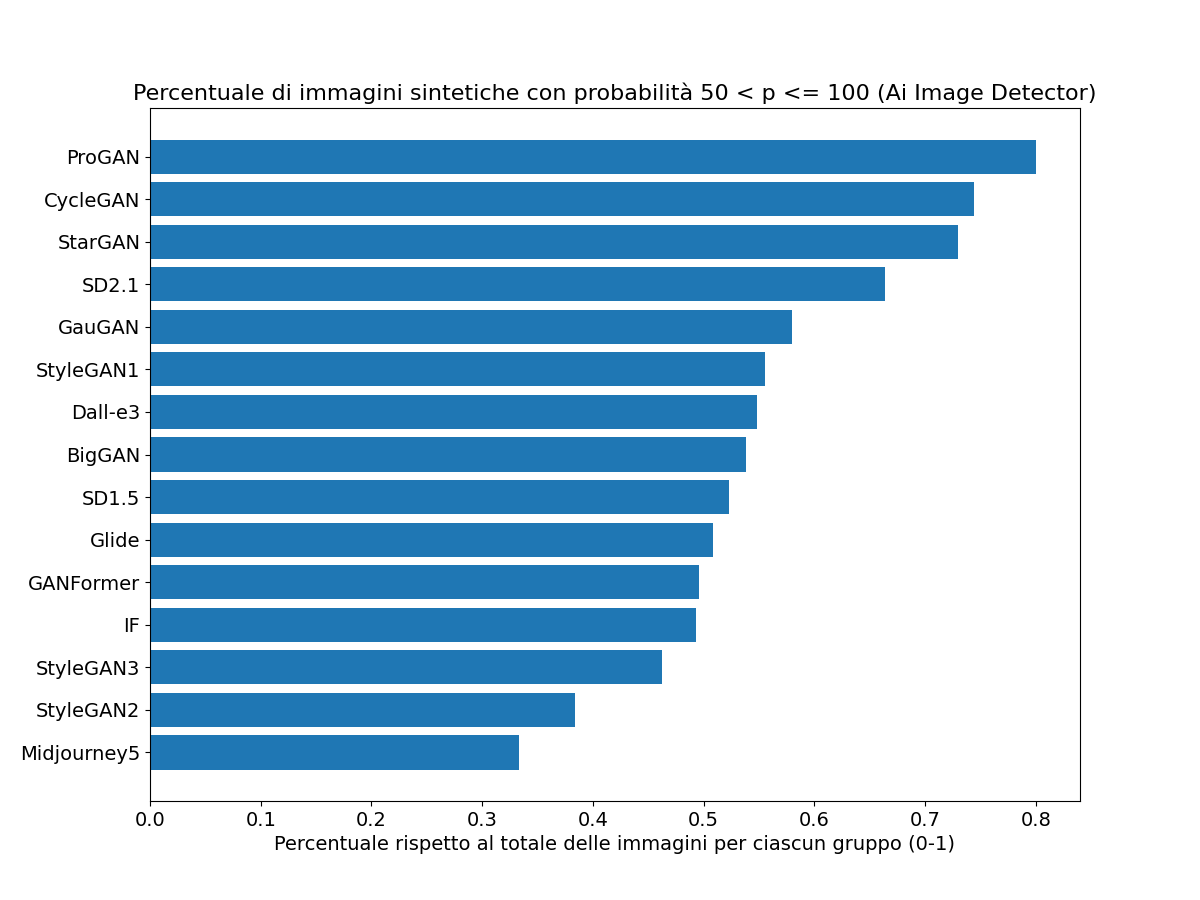 Percentuale di immagini sintetiche con probabilità 50 < p <= 100 (Ai Image Detector)
ProGAN
CycleGAN
StarGAN
SD2.1
GauGAN
StyleGAN1
Dall-e3
BigGAN
SD1.5
Glide
GANFormer
IF
StyleGAN3
StyleGAN2
Midjourney5
0.0 0.1 0.2 0.3 0.4 0.5 0.6 0.7 0.8
Percentuale rispetto al totale delle immagini per ciascun gruppo (0-1)